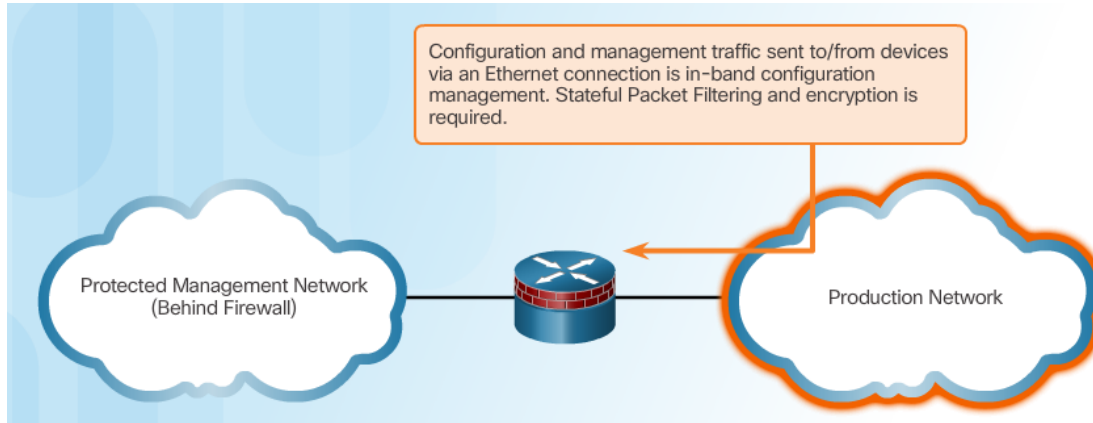 Configuration and management traffic sent to/from devices
via an Ethernet connection is in-band configuration
management. Stateful Packet Filtering and encryption is
required.
Protected Management Network
(Behind Firewall)
Production Network